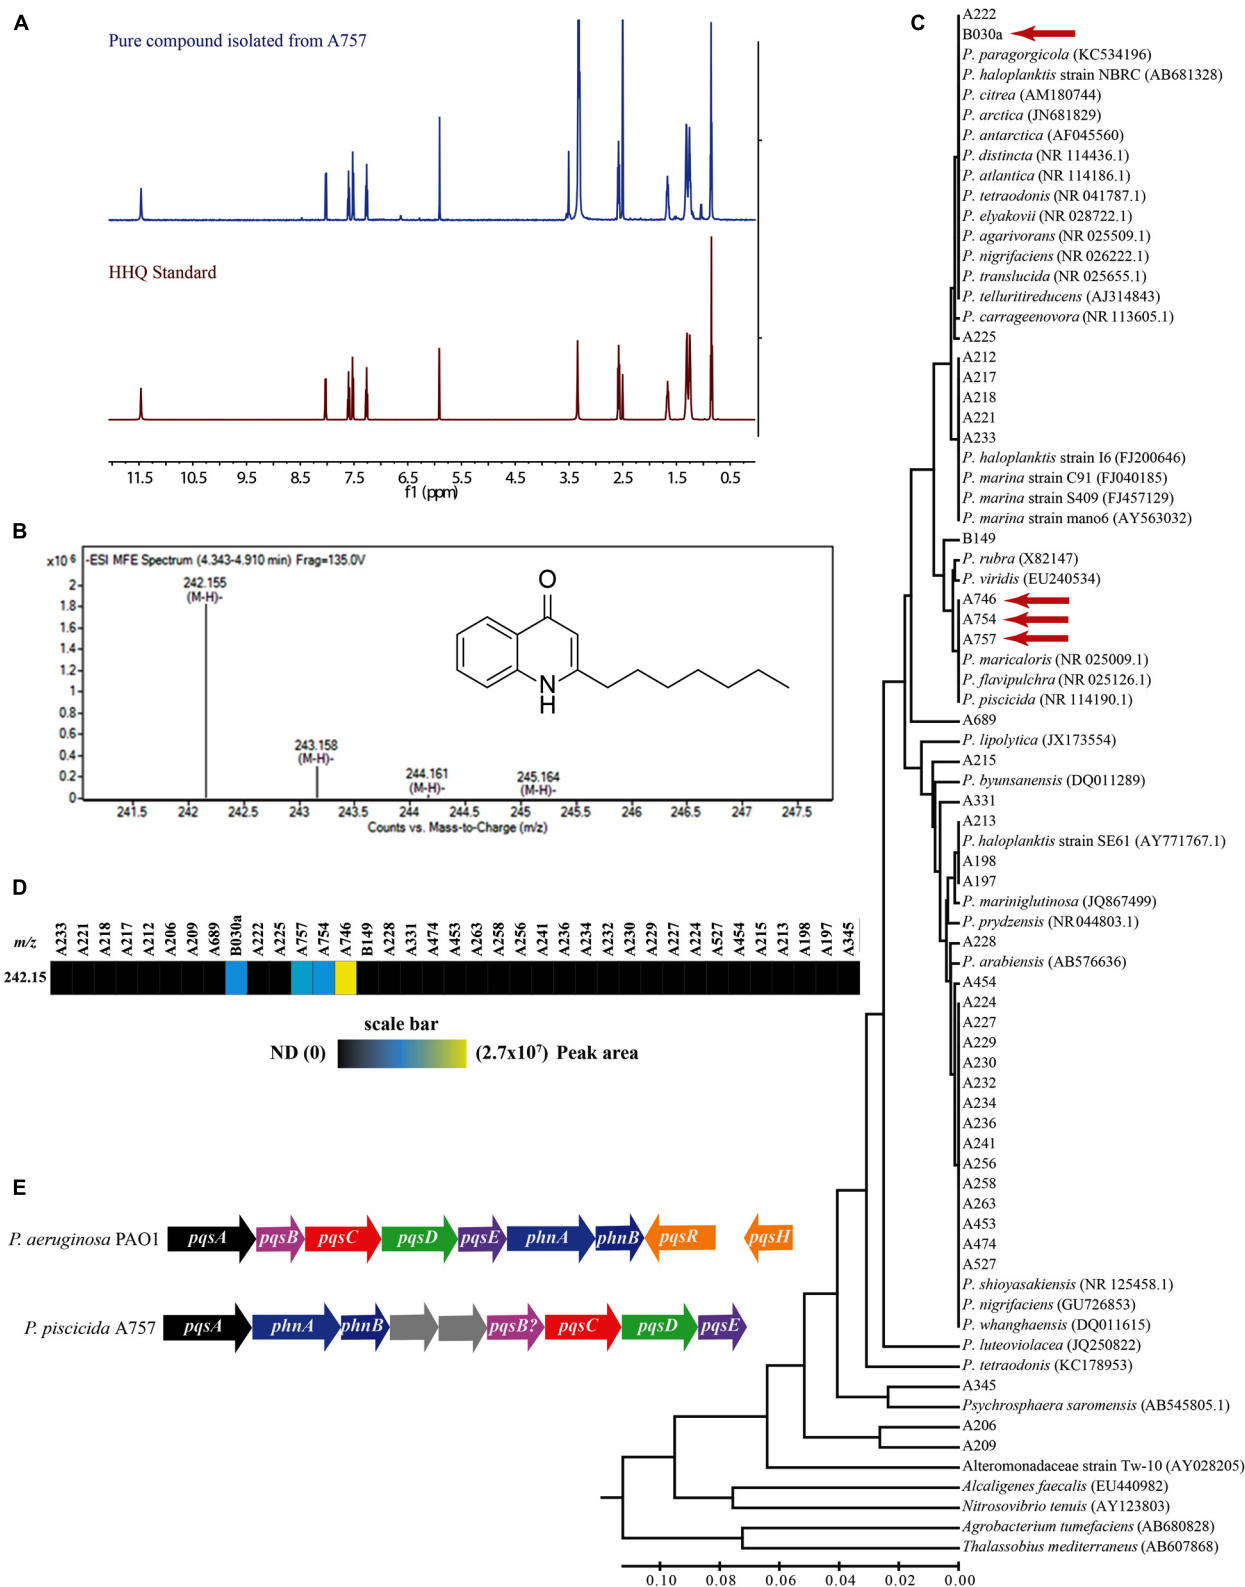 A
Pure compound isolated from A757
HHQ Standard
11.5 10.5 9.5 8.5 7.5 6.5 5.5 4.5 3.5 2.5 1.5 0.5
f1 (ppm)
B
x10 6
-ESI MFE Spectrum (4.343-4.910 min) Frag=135.0V
2
1.8
1.6
1.4
1.2
1
0.8
0.6
0.4
0.2
0
242.155
(M-H)-
243.158
(M-H)-
244.161
(M-H)-
245.164
(M-H)-
O
N
H
241.5 242 242.5 243 243.5 244 244.5 245 245.5 246 246.5 247 247.5
Counts vs. Mass-to-Charge (m/z)
C
A222
B030a
P. paragorgicola (KC534196)
P. haloplanktis strain NBRC (AB681328)
P. citrea (AM180744)
P. arctica (JN681829)
P. antarctica (AF045560)
P. distincta (NR 114436.1)
P. atlantica (NR 114186.1)
P. tetraodonis (NR 041787.1)
P. elyakovii (NR 028722.1)
P. agarivorans (NR 025509.1)
P. nigrifaciens (NR 026222.1)
P. translucida (NR 025655.1)
P. telluritireducens (AJ314843)
P. carrageenovora (NR 113605.1)
A225
A212
A217
A218
A221
A233
P. haloplanktis strain I6 (FJ200646)
P. marina strain C91 (FJ040185)
P. marina strain S409 (FJ457129)
P. marina strain mano6 (AY563032)
B149
P. rubra (X82147)
P. viridis (EU240534)
A746
A754
A757
P. maricaloris (NR 025009.1)
P. flavipulchra (NR 025126.1)
P. piscicida (NR 114190.1)
A689
P. lipolytica (JX173554)
A215
P. byunsanensis (DQ011289)
A331
A213
P. haloplanktis strain SE61 (AY771767.1)
A198
A197
P. mariniglutinosa (JQ867499)
P. prydzensis (NR044803.1)
A228
P. arabiensis (AB576636)
A454
A224
A227
A229
A230
A232
A234
A236
A241
A256
A258
A263
A453
A474
A527
P. shioyasakiensis (NR 125458.1)
P. nigrifaciens (GU726853)
P. whanghaensis (DQ011615)
P. luteoviolacea (JQ250822)
P. tetraodonis (KC178953)
A345
Psychrosphaera saromensis (AB545805.1)
A206
A209
Alteromonadaceae strain Tw-10 (AY028205)
Alcaligenes faecalis (EU440982)
Nitrosovibrio tenuis (AY123803)
Agrobacterium tumefaciens (AB680828)
Thalassobius mediterraneus (AB607868)
0.10 0.08 0.06 0.04 0.02 0.00
D
m/z A233 A221 A218 A217 A212 A206 A209 A689 B030a A222 A225 A757 A754 A746 B149 A228 A331 A474 A453 A263 A258 A256 A241 A236 A234 A232 A230 A229 A227 A224 A527 A454 A215 A213 A198 A197 A345
242.15
scale bar
ND (0) (2.7x10⁷) Peak area
E
P. aeruginosa PAO1 pqsA pqsB pqsC pqsD pqsE phnA phnB pqsR pqsH
P. piscicida A757 pqsA phnA phnB pqsB? pqsC pqsD pqsE